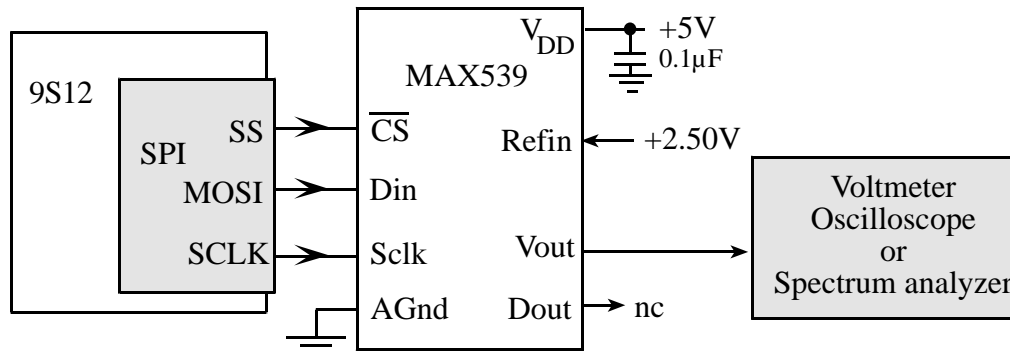 9S12
SPI
SS
MOSI
SCLK
MAX539
VDD
CS
Refin
Din
Vout
Sclk
AGnd
Dout
+5V
0.1µF
+2.50V
nc
Voltmeter
Oscilloscope
or
Spectrum analyzer